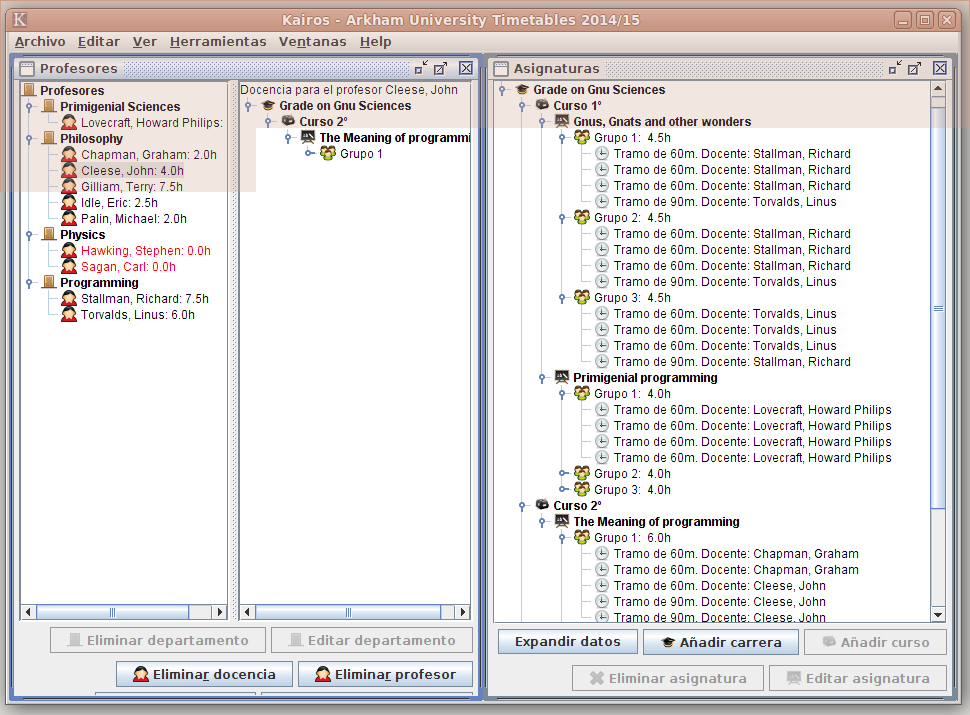 Kairos - Arkham University Timetables 2014/15
Archivo Editar Ver Herramientas Ventanas Help
Profesores
Profesores
Primigenial Sciences
Lovecraft, Howard Philips:
Philosophy
Chapman, Graham: 2.0h
Cleese, John: 4.0h
Gilliam, Terry: 7.5h
Idle, Eric: 2.5h
Palin, Michael: 2.0h
Physics
Hawking, Stephen: 0.0h
Sagan, Carl: 0.0h
Programming
Stallman, Richard: 7.5h
Torvalds, Linus: 6.0h
Docencia para el profesor Cleese, John
Grade on Gnu Sciences
Curso 2º
The Meaning of programmi
Grupo 1
Eliminar departamento
Editar departamento
Eliminar docencia
Eliminar profesor
Asignaturas
Grade on Gnu Sciences
Curso 1º
Gnus, Gnats and other wonders
Grupo 1: 4.5h
Tramo de 60m. Docente: Stallman, Richard
Tramo de 60m. Docente: Stallman, Richard
Tramo de 60m. Docente: Stallman, Richard
Tramo de 90m. Docente: Torvalds, Linus
Grupo 2: 4.5h
Tramo de 60m. Docente: Stallman, Richard
Tramo de 60m. Docente: Stallman, Richard
Tramo de 60m. Docente: Stallman, Richard
Tramo de 90m. Docente: Torvalds, Linus
Grupo 3: 4.5h
Tramo de 60m. Docente: Torvalds, Linus
Tramo de 60m. Docente: Torvalds, Linus
Tramo de 60m. Docente: Torvalds, Linus
Tramo de 90m. Docente: Stallman, Richard
Primigenial programming
Grupo 1: 4.0h
Tramo de 60m. Docente: Lovecraft, Howard Philips
Tramo de 60m. Docente: Lovecraft, Howard Philips
Tramo de 60m. Docente: Lovecraft, Howard Philips
Tramo de 60m. Docente: Lovecraft, Howard Philips
Grupo 2: 4.0h
Grupo 3: 4.0h
Curso 2º
The Meaning of programming
Grupo 1: 6.0h
Tramo de 60m. Docente: Chapman, Graham
Tramo de 60m. Docente: Chapman, Graham
Tramo de 60m. Docente: Cleese, John
Tramo de 90m. Docente: Cleese, John
Tramo de 90m. Docente: Cleese, John
Expandir datos
Añadir carrera
Añadir curso
Eliminar asignatura
Editar asignatura